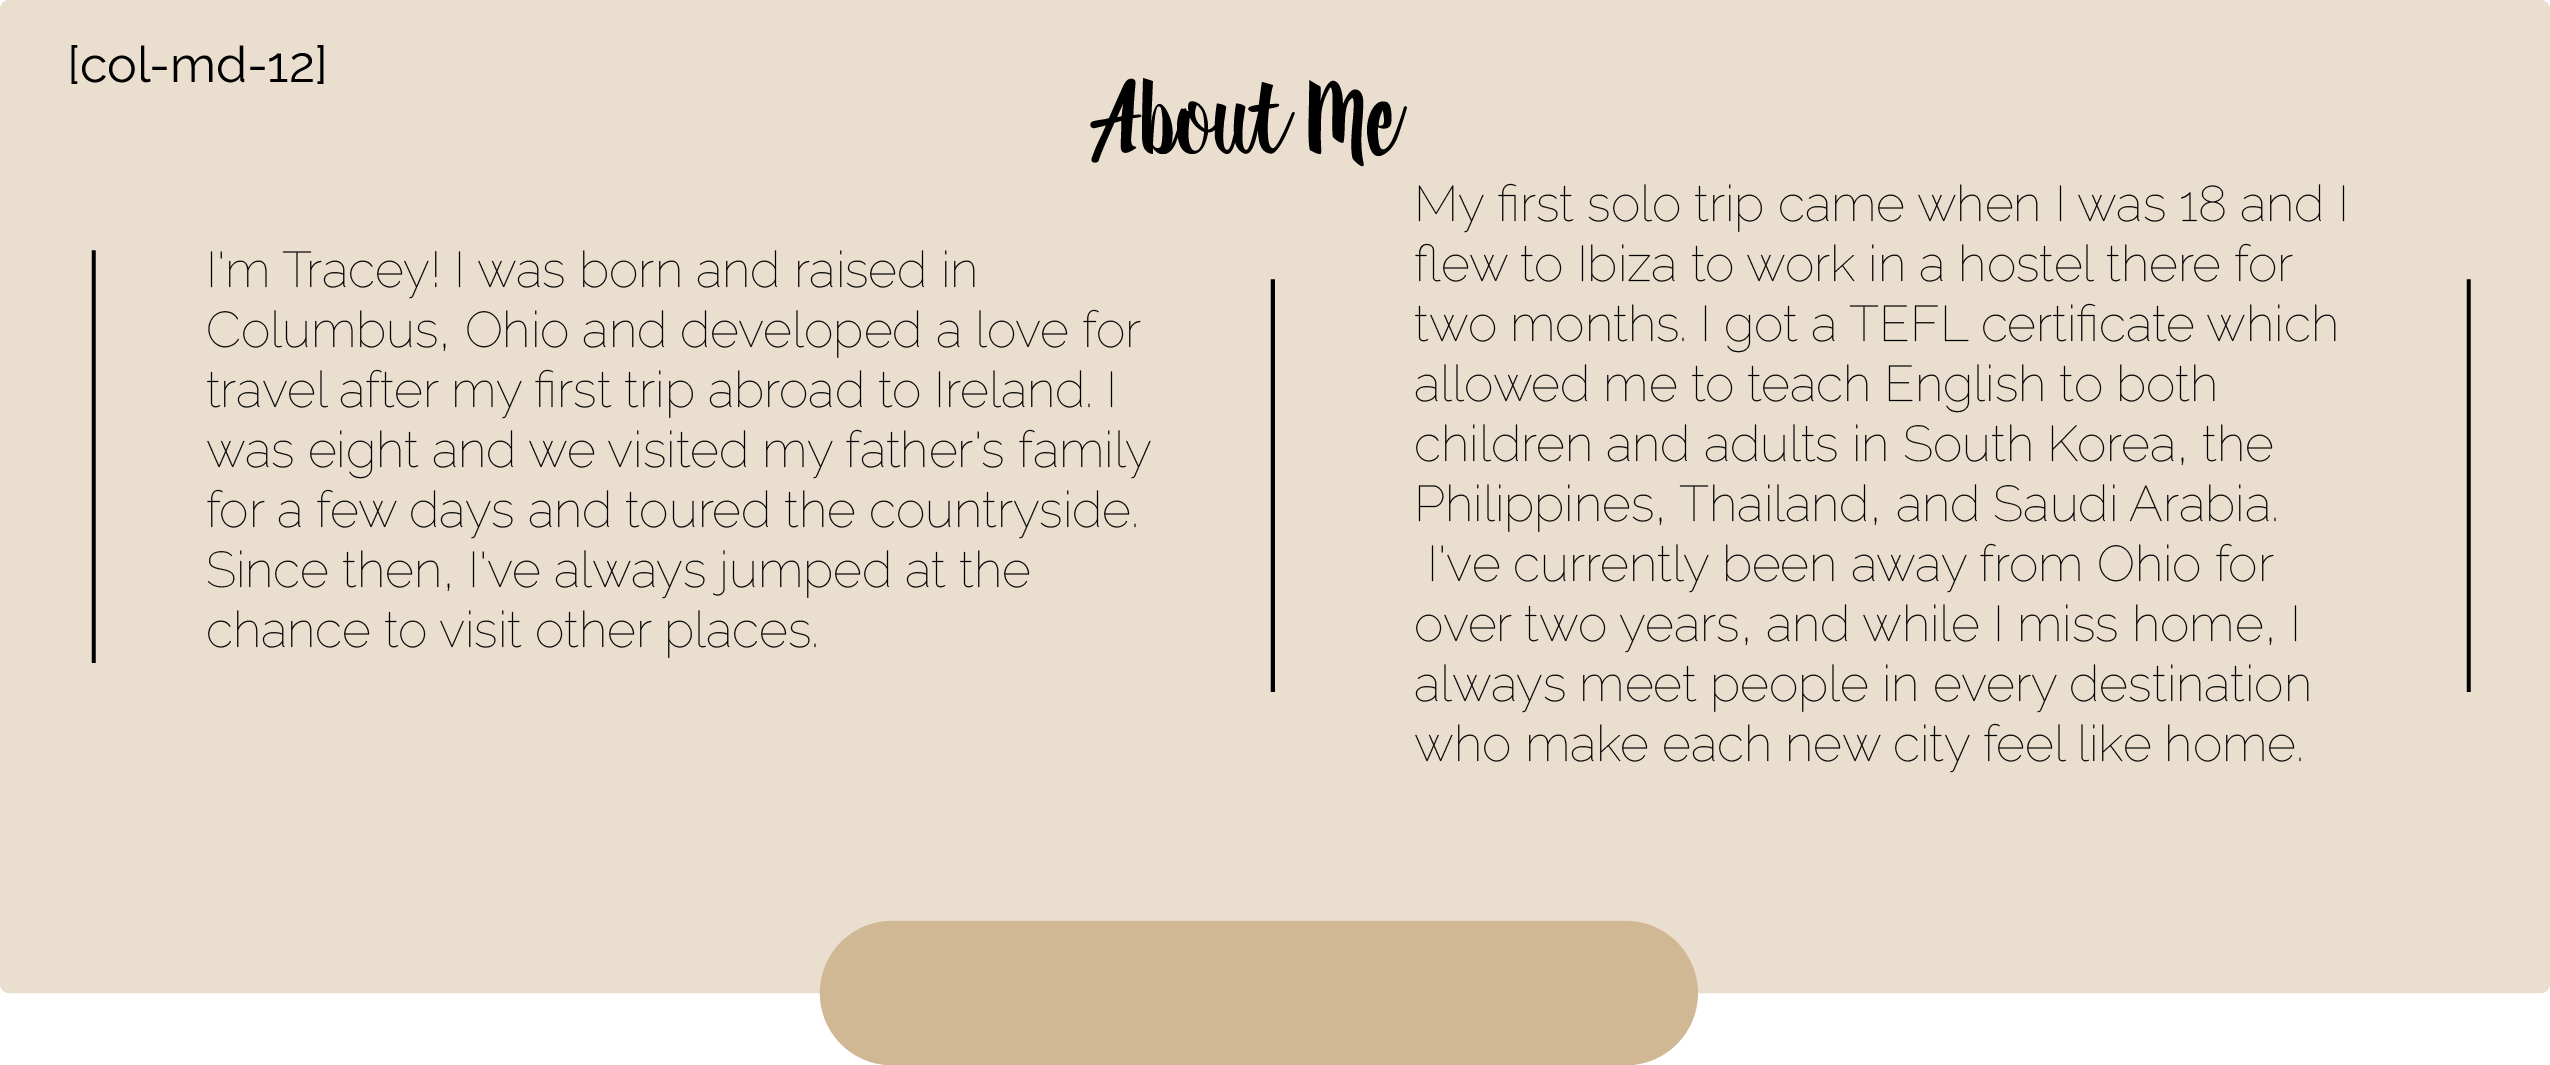 [col-md-12]
About Me
I'm Tracey! I was born and raised in
Columbus, Ohio and developed a love for
travel after my first trip abroad to Ireland. I
was eight and we visited my father's family
for a few days and toured the countryside.
Since then, I've always jumped at the
chance to visit other places.
My first solo trip came when I was 18 and I
flew to Ibiza to work in a hostel there for
two months. I got a TEFL certificate which
allowed me to teach English to both
children and adults in South Korea, the
Philippines, Thailand, and Saudi Arabia.
I've currently been away from Ohio for
over two years, and while I miss home, I
always meet people in every destination
who make each new city feel like home.